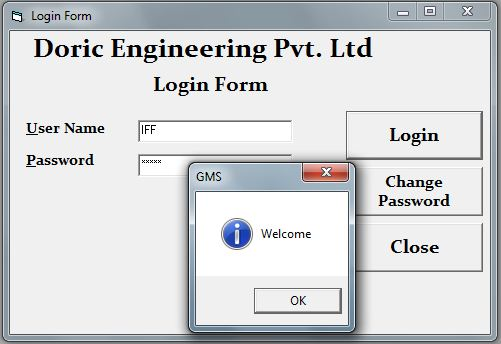 Login Form
Doric Engineering Pvt. Ltd
Login Form
User Name
IFF
Login
Password
xxxxx
Change
Password
GMS
Welcome
Close
OK